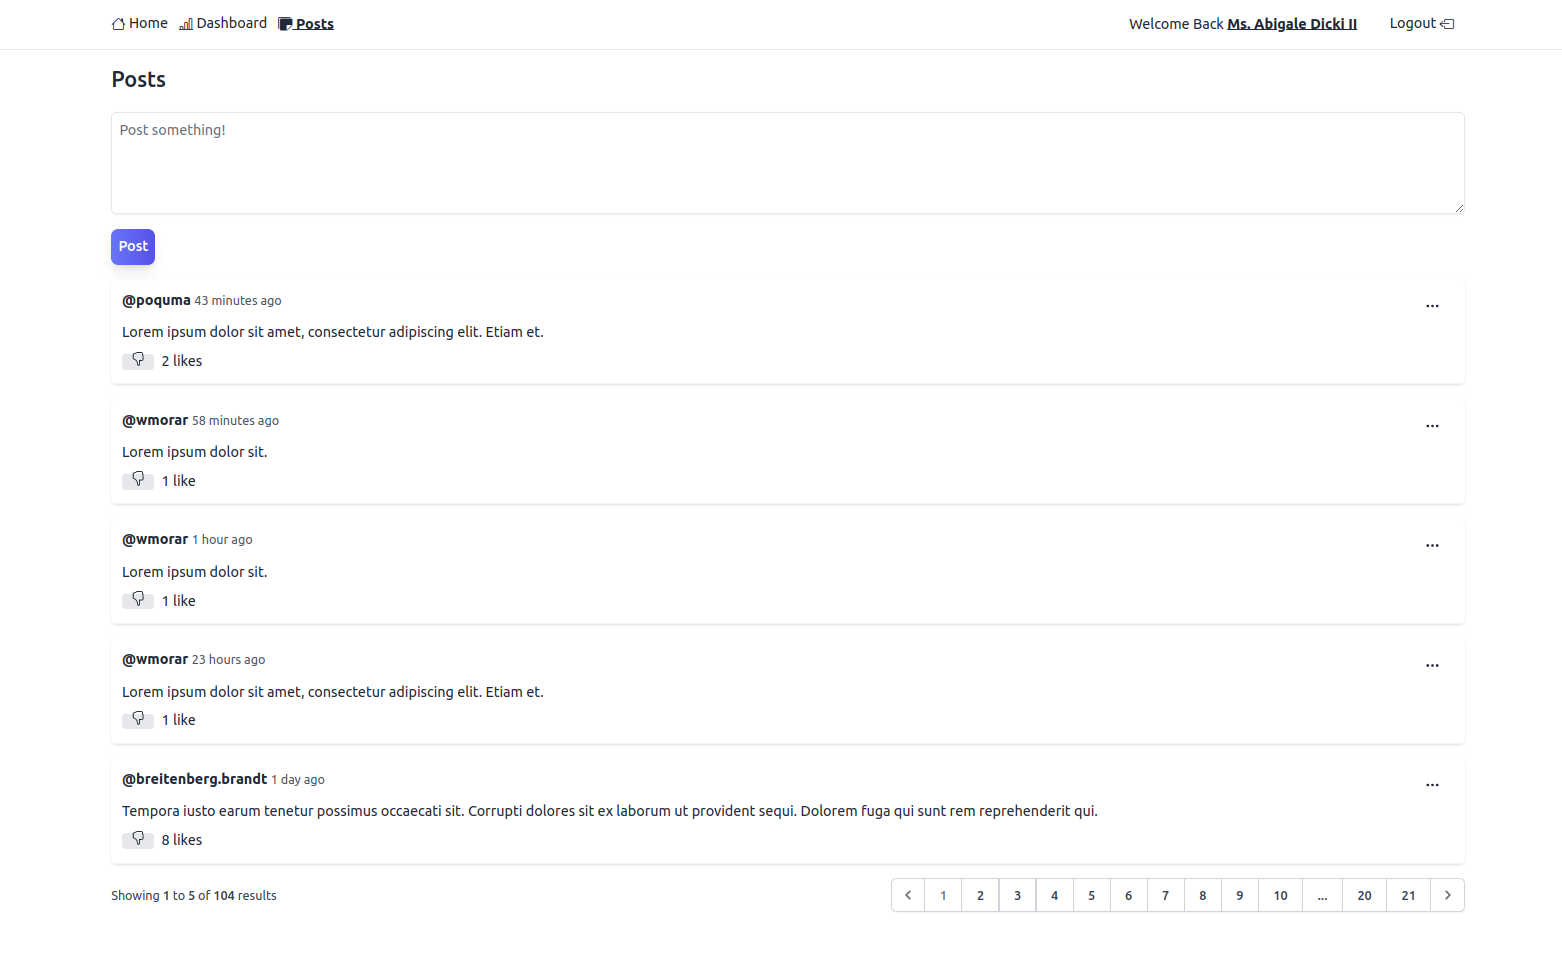 Home Dashboard Posts Welcome Back Ms. Abigale Dicki II Logout
Posts
Post something!
Post
@poquma 43 minutes ago
...
Lorem ipsum dolor sit amet, consectetur adipiscing elit. Etiam et.
2 likes
@wmorar 58 minutes ago
...
Lorem ipsum dolor sit.
1 like
@wmorar 1 hour ago
...
Lorem ipsum dolor sit.
1 like
@wmorar 23 hours ago
...
Lorem ipsum dolor sit amet, consectetur adipiscing elit. Etiam et.
1 like
@breitenberg.brandt 1 day ago
...
Tempora iusto earum tenetur possimus occaecati sit. Corrupti dolores sit ex laborum ut provident sequi. Dolorem fuga qui sunt rem reprehenderit qui.
8 likes
Showing 1 to 5 of 104 results
1 2 3 4 5 6 7 8 9 10 ... 20 21